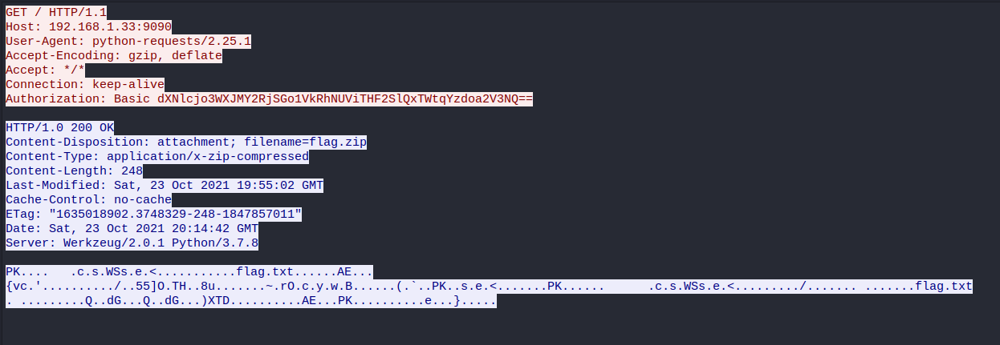 GET / HTTP/1.1
Host: 192.168.1.33:9090
User-Agent: python-requests/2.25.1
Accept-Encoding: gzip, deflate
Accept: */*
Connection: keep-alive
Authorization: Basic dXNlcjo3WXJMY2RjSGo1VkRhNUViTHF2SlQxTWtqYzdoa2V3NQ==
HTTP/1.0 200 OK
Content-Disposition: attachment; filename=flag.zip
Content-Type: application/x-zip-compressed
Content-Length: 248
Last-Modified: Sat, 23 Oct 2021 19:55:02 GMT
Cache-Control: no-cache
ETag: "1635018902.3748329-248-1847857011"
Date: Sat, 23 Oct 2021 20:14:42 GMT
Server: Werkzeug/2.0.1 Python/3.7.8
PK....   .c.s.WSs.e.<...........flag.txt......AE...
{vc.'........../..55]O.TH..8u.......~.rO.c.y.w.B......(.`..PK..s.e.<.......PK......      .c.s.WSs.e.<........./....... .......flag.txt
. .........Q..dG...Q..dG...)XTD..........AE...PK..........e...}.....